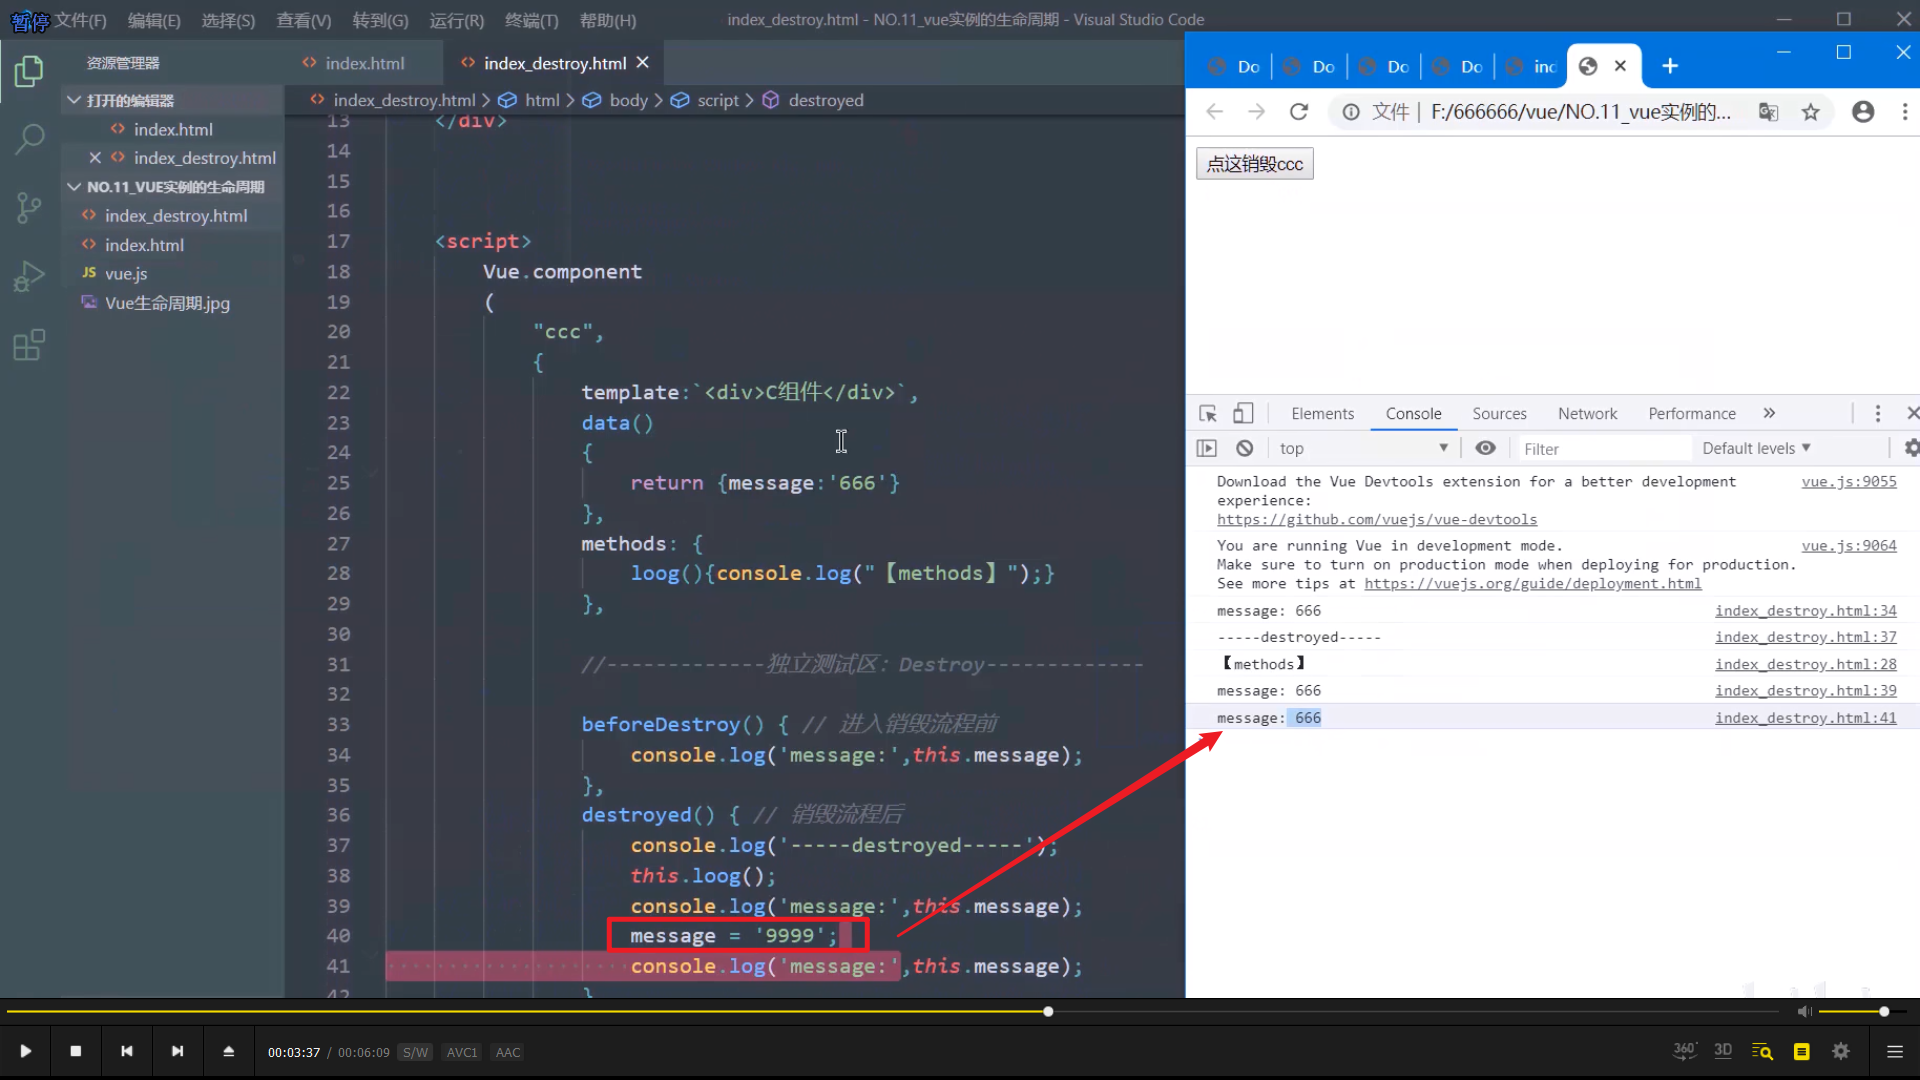 暂停 文件(F) 编辑(E) 选择(S) 查看(V) 转到(G) 运行(R) 终端(T) 帮助(H) index_destroy.html - NO.11_vue实例的生命周期 - Visual Studio Code
资源管理器
打开的编辑器
index.html
index_destroy.html
NO.11_VUE实例的生命周期
index_destroy.html
index.html
JS vue.js
Vue生命周期.jpg
index.html index_destroy.html
index_destroy.html > html > body > script > destroyed
13 </div>
14
15
16
17 <script>
18 Vue.component
19 (
20 "ccc",
21 {
22 template:`<div>C组件</div>`,
23 data()
24 {
25 return {message:'666'}
26 },
27 methods: {
28 loog(){console.log("【methods】");}
29 },
30
31 //-------------独立测试区: Destroy-------------
32
33 beforeDestroy() { // 进入销毁流程前
34 console.log('message:',this.message);
35 },
36 destroyed() { // 销毁流程后
37 console.log('-----destroyed-----');
38 this.loog();
39 console.log('message:',this.message);
40 message = '9999';
41 console.log('message:',this.message);
42 }
Do Do Do Do ind
文件 | F:/666666/vue/NO.11_vue实例的...
点这销毁ccc
Elements Console Sources Network Performance
top Filter Default levels
Download the Vue Devtools extension for a better development vue.js:9055
experience:
https://github.com/vuejs/vue-devtools
You are running Vue in development mode. vue.js:9064
Make sure to turn on production mode when deploying for production.
See more tips at https://vuejs.org/guide/deployment.html
message: 666 index_destroy.html:34
-----destroyed----- index_destroy.html:37
【methods】 index_destroy.html:28
message: 666 index_destroy.html:39
message: 666 index_destroy.html:41
00:03:37 / 00:06:09 S/W AVC1 AAC
360° 3D